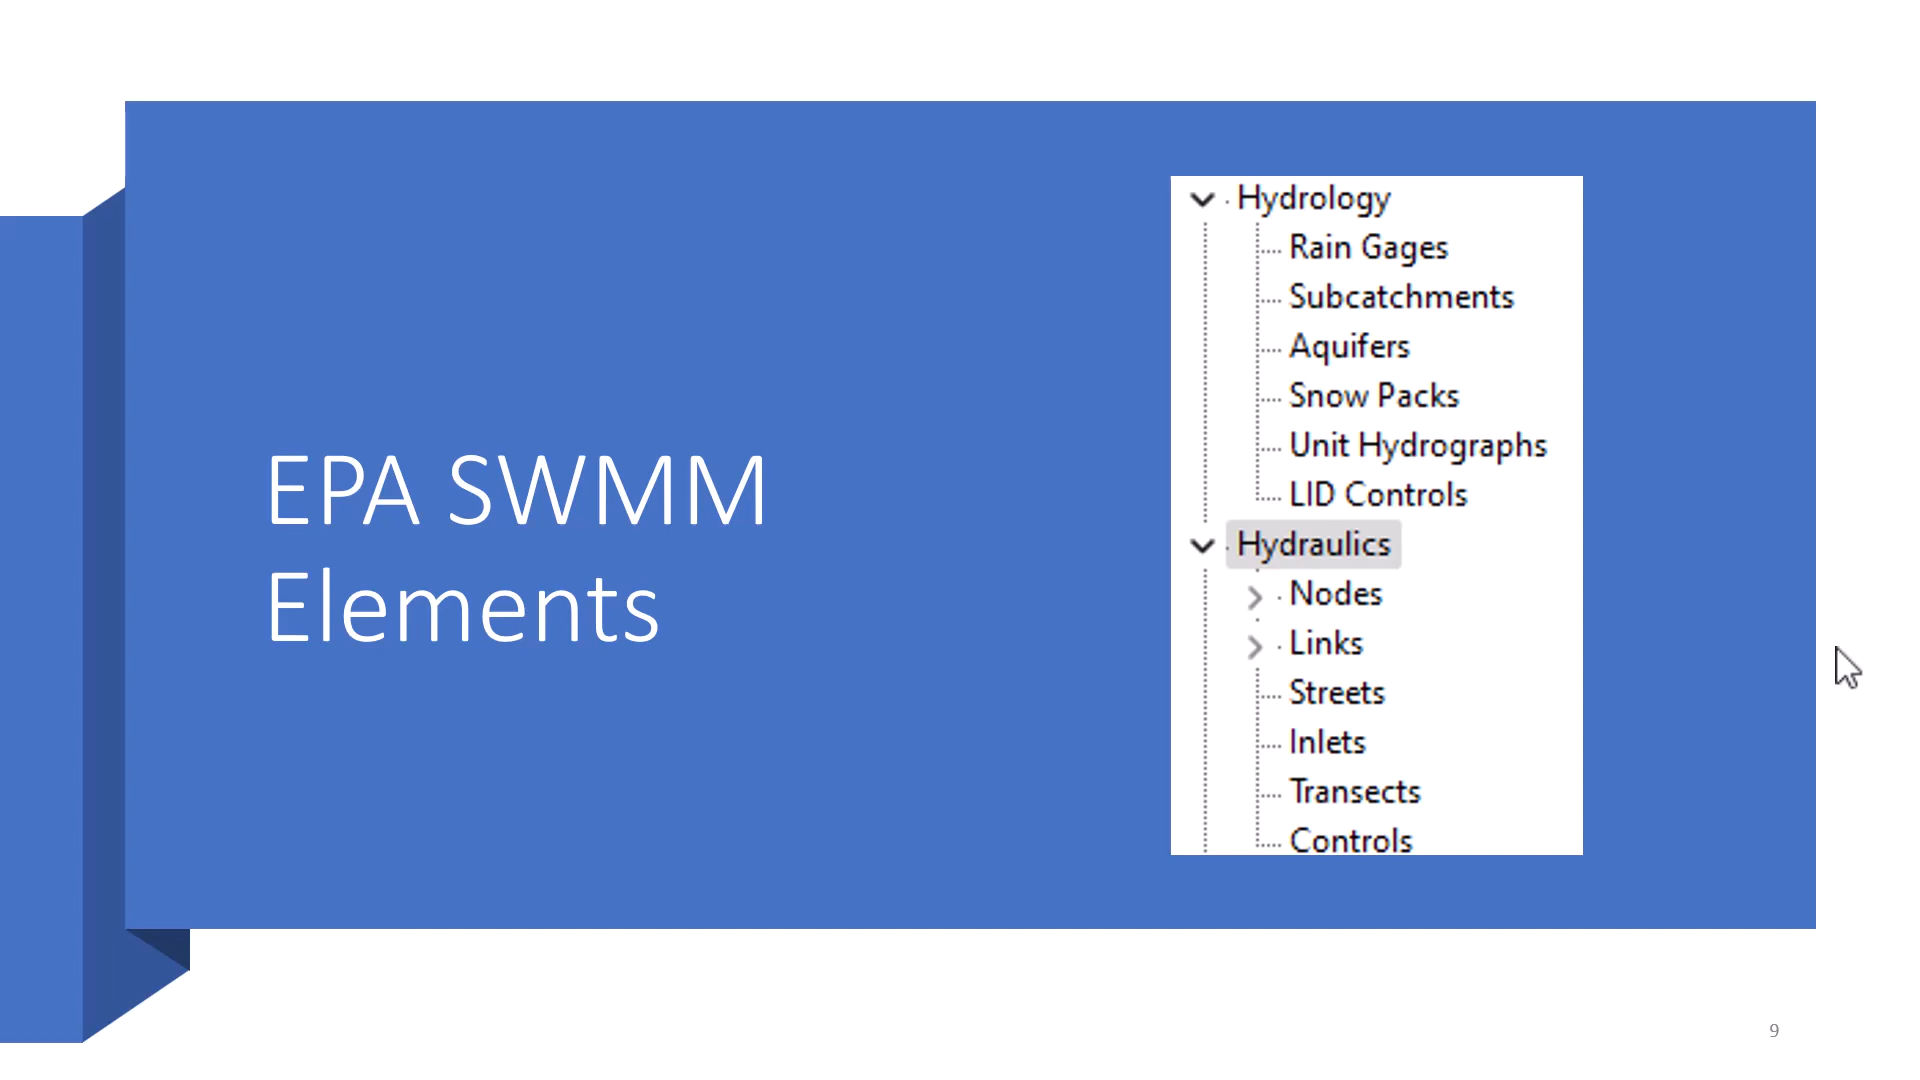 EPA SWMM
Elements
Hydrology
Rain Gages
Subcatchments
Aquifers
Snow Packs
Unit Hydrographs
LID Controls
Hydraulics
Nodes
Links
Streets
Inlets
Transects
Controls
9